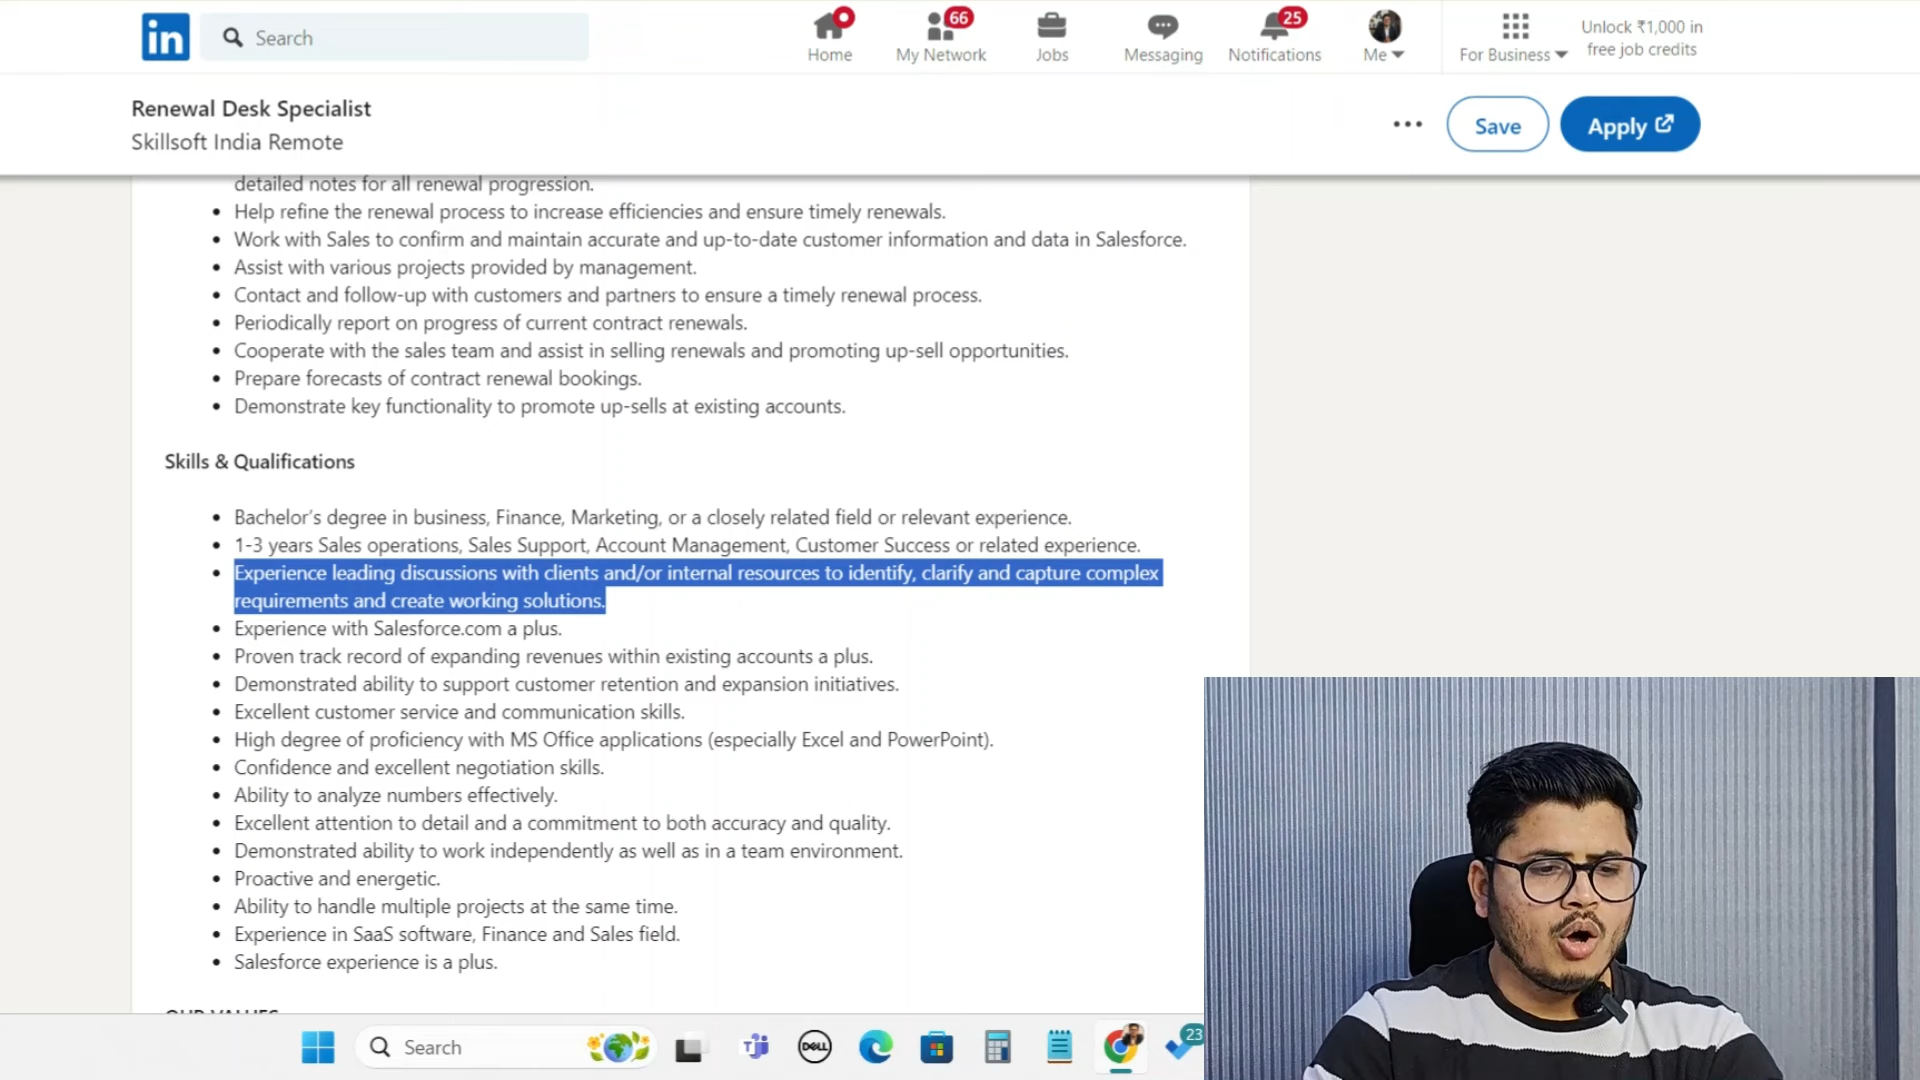 in
Search
Home
66
My Network
Jobs
Messaging
25
Notifications
Me
For Business
Unlock ₹1,000 in
free job credits
Renewal Desk Specialist
Skillsoft India Remote
Save
Apply
detailed notes for all renewal progression.
• Help refine the renewal process to increase efficiencies and ensure timely renewals.
• Work with Sales to confirm and maintain accurate and up-to-date customer information and data in Salesforce.
• Assist with various projects provided by management.
• Contact and follow-up with customers and partners to ensure a timely renewal process.
• Periodically report on progress of current contract renewals.
• Cooperate with the sales team and assist in selling renewals and promoting up-sell opportunities.
• Prepare forecasts of contract renewal bookings.
• Demonstrate key functionality to promote up-sells at existing accounts.
Skills & Qualifications
• Bachelor's degree in business, Finance, Marketing, or a closely related field or relevant experience.
• 1-3 years Sales operations, Sales Support, Account Management, Customer Success or related experience.
• Experience leading discussions with clients and/or internal resources to identify, clarify and capture complex
requirements and create working solutions.
• Experience with Salesforce.com a plus.
• Proven track record of expanding revenues within existing accounts a plus.
• Demonstrated ability to support customer retention and expansion initiatives.
• Excellent customer service and communication skills.
• High degree of proficiency with MS Office applications (especially Excel and PowerPoint).
• Confidence and excellent negotiation skills.
• Ability to analyze numbers effectively.
• Excellent attention to detail and a commitment to both accuracy and quality.
• Demonstrated ability to work independently as well as in a team environment.
• Proactive and energetic.
• Ability to handle multiple projects at the same time.
• Experience in SaaS software, Finance and Sales field.
• Salesforce experience is a plus.
OUR VALUES
Search
DELL
23